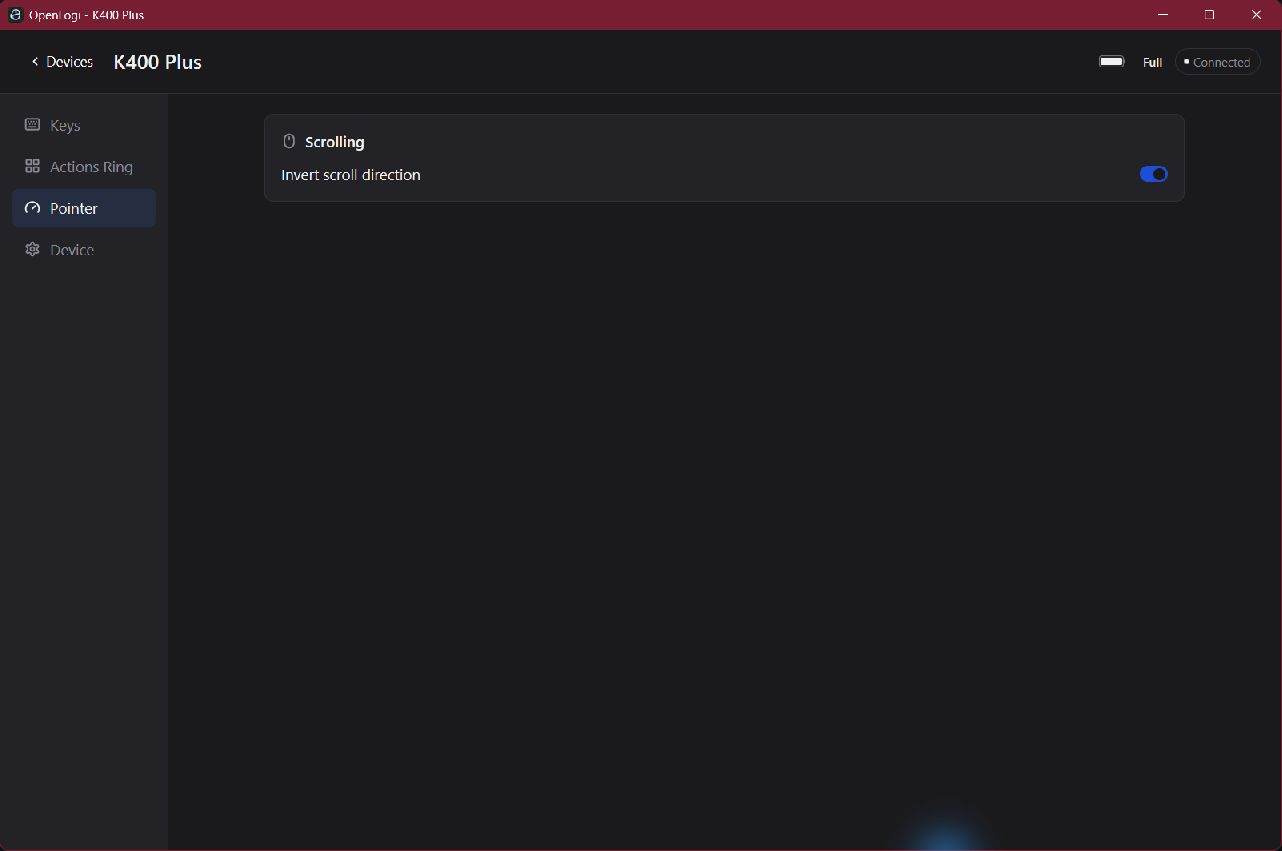 OpenLogi - K400 Plus
Devices
K400 Plus
Full
Connected
Keys
Actions Ring
Pointer
Device
Scrolling
Invert scroll direction